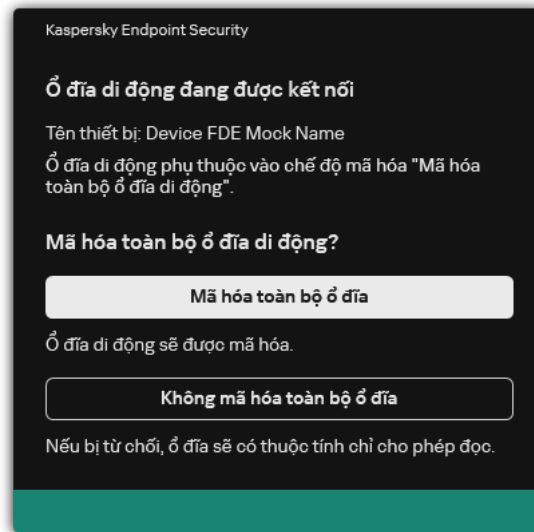 Kaspersky Endpoint Security
Ổ đĩa di động đang được kết nối
Tên thiết bị: Device FDE Mock Name
Ổ đĩa di động phụ thuộc vào chế độ mã hóa "Mã hóa
toàn bộ ổ đĩa di động".
Mã hóa toàn bộ ổ đĩa di động?
Mã hóa toàn bộ ổ đĩa
Ổ đĩa di động sẽ được mã hóa.
Không mã hóa toàn bộ ổ đĩa
Nếu bị từ chối, ổ đĩa sẽ có thuộc tính chỉ cho phép đọc.